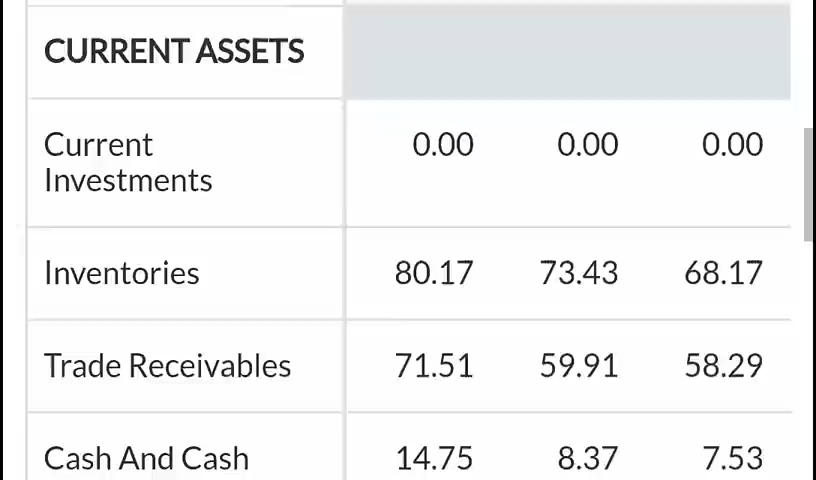 CURRENT ASSETS
Current 0.00 0.00 0.00
Investments
Inventories 80.17 73.43 68.17
Trade Receivables 71.51 59.91 58.29
Cash And Cash 14.75 8.37 7.53